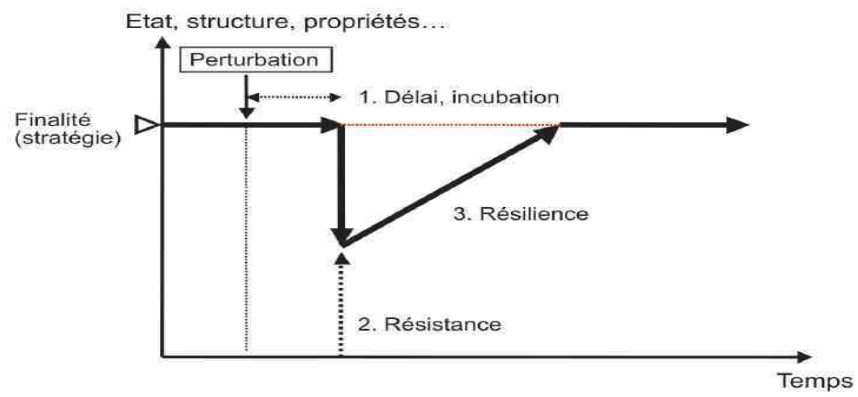 Etat, structure, propriétés…
Perturbation
1. Délai, incubation
Finalité
(stratégie)
3. Résilience
2. Résistance
Temps